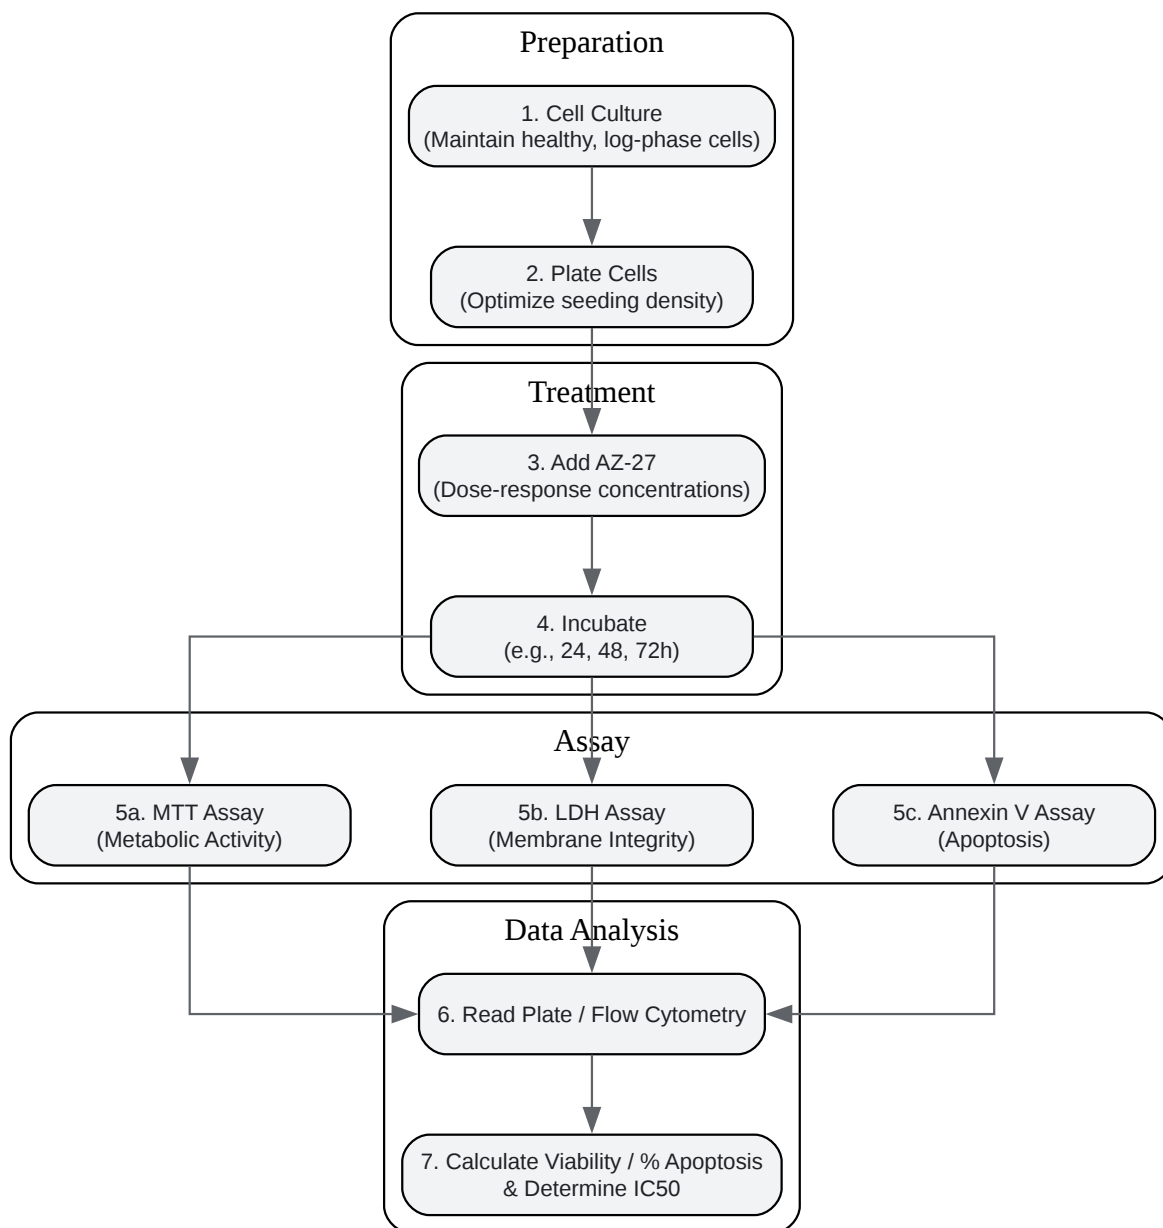 Preparation
1. Cell Culture
(Maintain healthy, log-phase cells)
2. Plate Cells
(Optimize seeding density)
Treatment
3. Add AZ-27
(Dose-response concentrations)
4. Incubate
(e.g., 24, 48, 72h)
Assay
5a. MTT Assay
(Metabolic Activity)
5b. LDH Assay
(Membrane Integrity)
5c. Annexin V Assay
(Apoptosis)
Data Analysis
6. Read Plate / Flow Cytometry
7. Calculate Viability / % Apoptosis
& Determine IC50